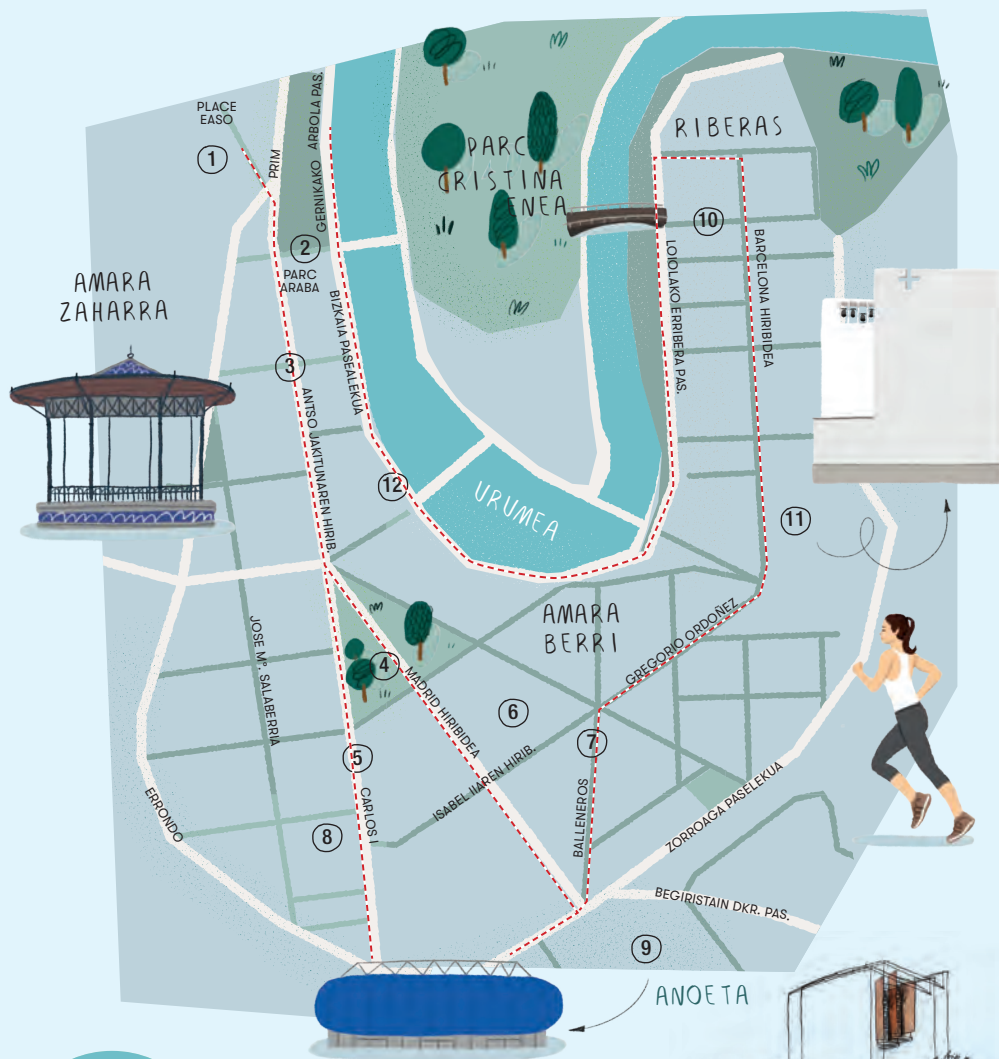 PLACE
EASO
1
PRIM
GERNIKAKO ARBOLA PAS.
PARC
CRISTINA
ENEA
RIBERAS
2
PARC
ARABA
10
AMARA
ZAHARRA
BIZKAIA PASEALEKUA
LOIOLAKO ERRIBERA PAS.
BARCELONA HIRIBIDEA
3
ANTSO JAKITUNAREN HIRIB.
12
URUMEA
11
AMARA
BERRI
JOSE Mº. SALABERRIA
4
MADRID HIRIBIDEA
GREGORIO ORDOÑEZ
6
7
5
CARLOS I
ISABEL IIAREN HIRIB.
BALLENEROS
ERRONDO
8
ZORROAGA PASELEKUA
BEGIRISTAIN DKR. PAS.
9
ANOETA